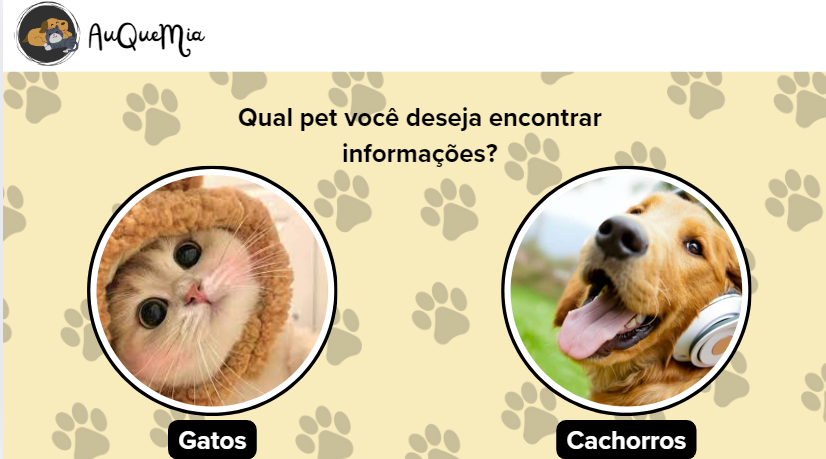 AuQueMia
Qual pet você deseja encontrar
informações?
Gatos
Cachorros